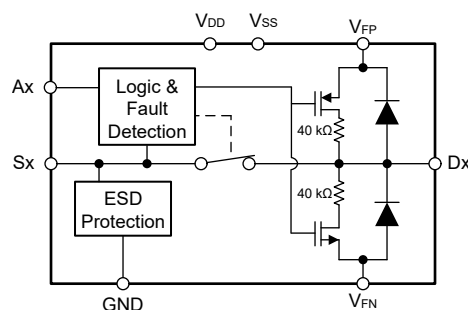 VDD
VSS
VFP
Ax
Logic &
Fault
Detection
40 kΩ
Sx
Dx
40 kΩ
ESD
Protection
GND
VFN